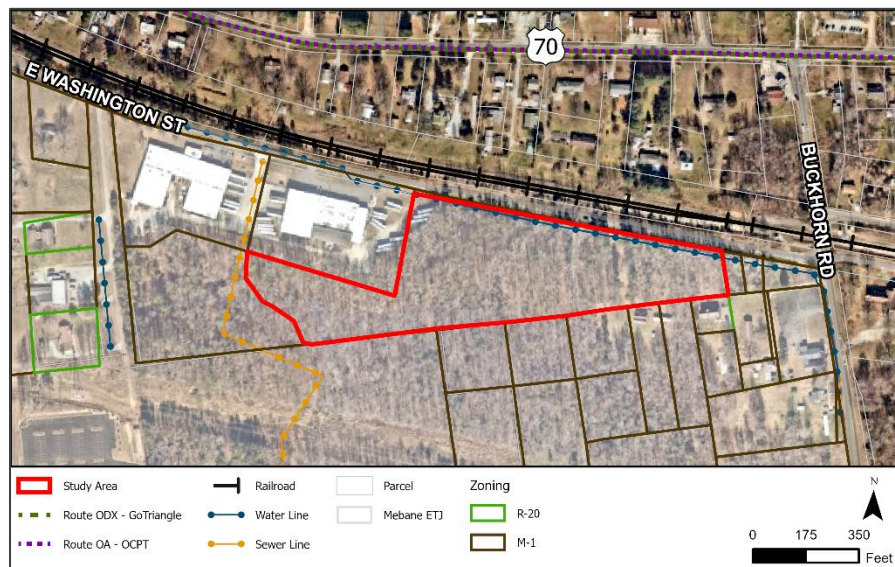 70
E WASHINGTON ST
BUCKHORN RD
Study Area
Railroad
Parcel
Zoning
N
Route ODX - GoTriangle
Water Line
Mebane ETJ
R-20
Route OA - OCPT
Sewer Line
M-1
0 175 350
Feet